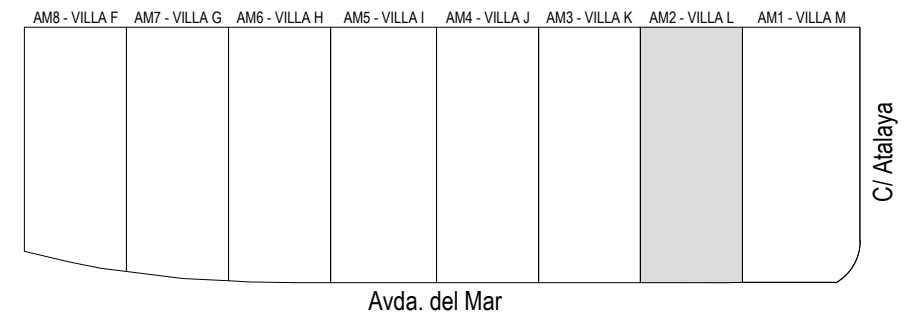 AM8 - VILLA F
AM7 - VILLA G
AM6 - VILLA H
AM5 - VILLA I
AM4 - VILLA J
AM3 - VILLA K
AM2 - VILLA L
AM1 - VILLA M
C/ Atalaya
Avda. del Mar